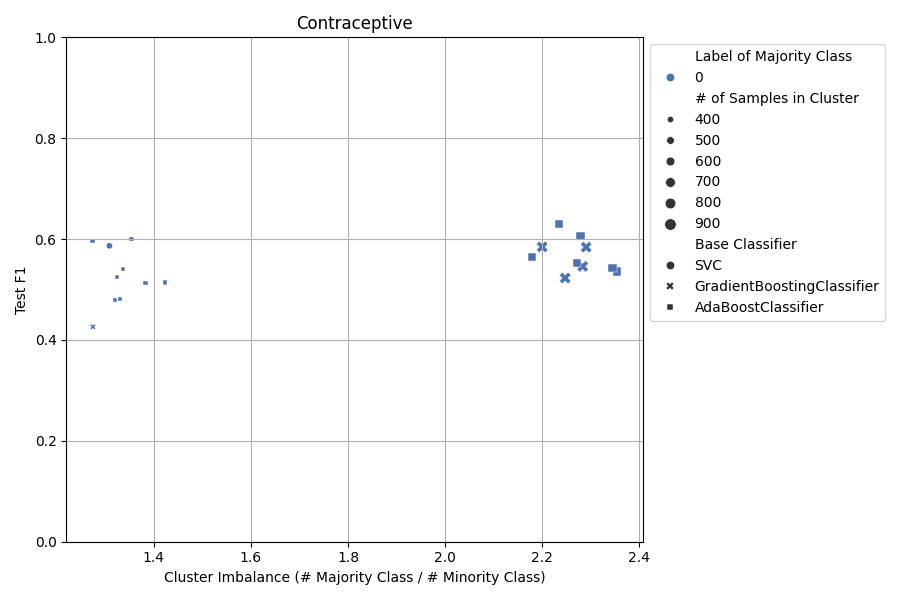 Contraceptive
1.0
0.8
0.6
0.4
0.2
0.0
Test F1
1.4
1.6
1.8
2.0
2.2
2.4
Cluster Imbalance (# Majority Class / # Minority Class)
Label of Majority Class
0
# of Samples in Cluster
400
500
600
700
800
900
Base Classifier
SVC
GradientBoostingClassifier
AdaBoostClassifier